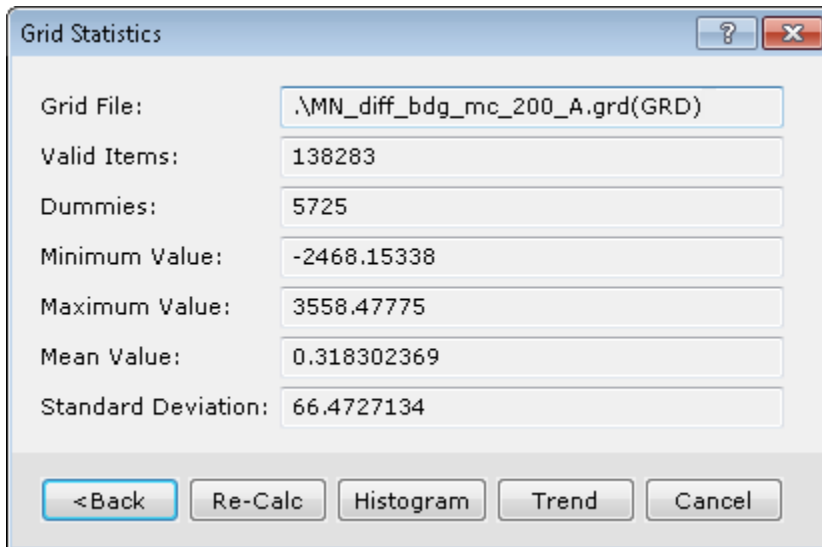 Grid Statistics
Grid File: .\MN_diff_bdg_mc_200_A.grd(GRD)
Valid Items: 138283
Dummies: 5725
Minimum Value: -2468.15338
Maximum Value: 3558.47775
Mean Value: 0.318302369
Standard Deviation: 66.4727134
<Back Re-Calc Histogram Trend Cancel